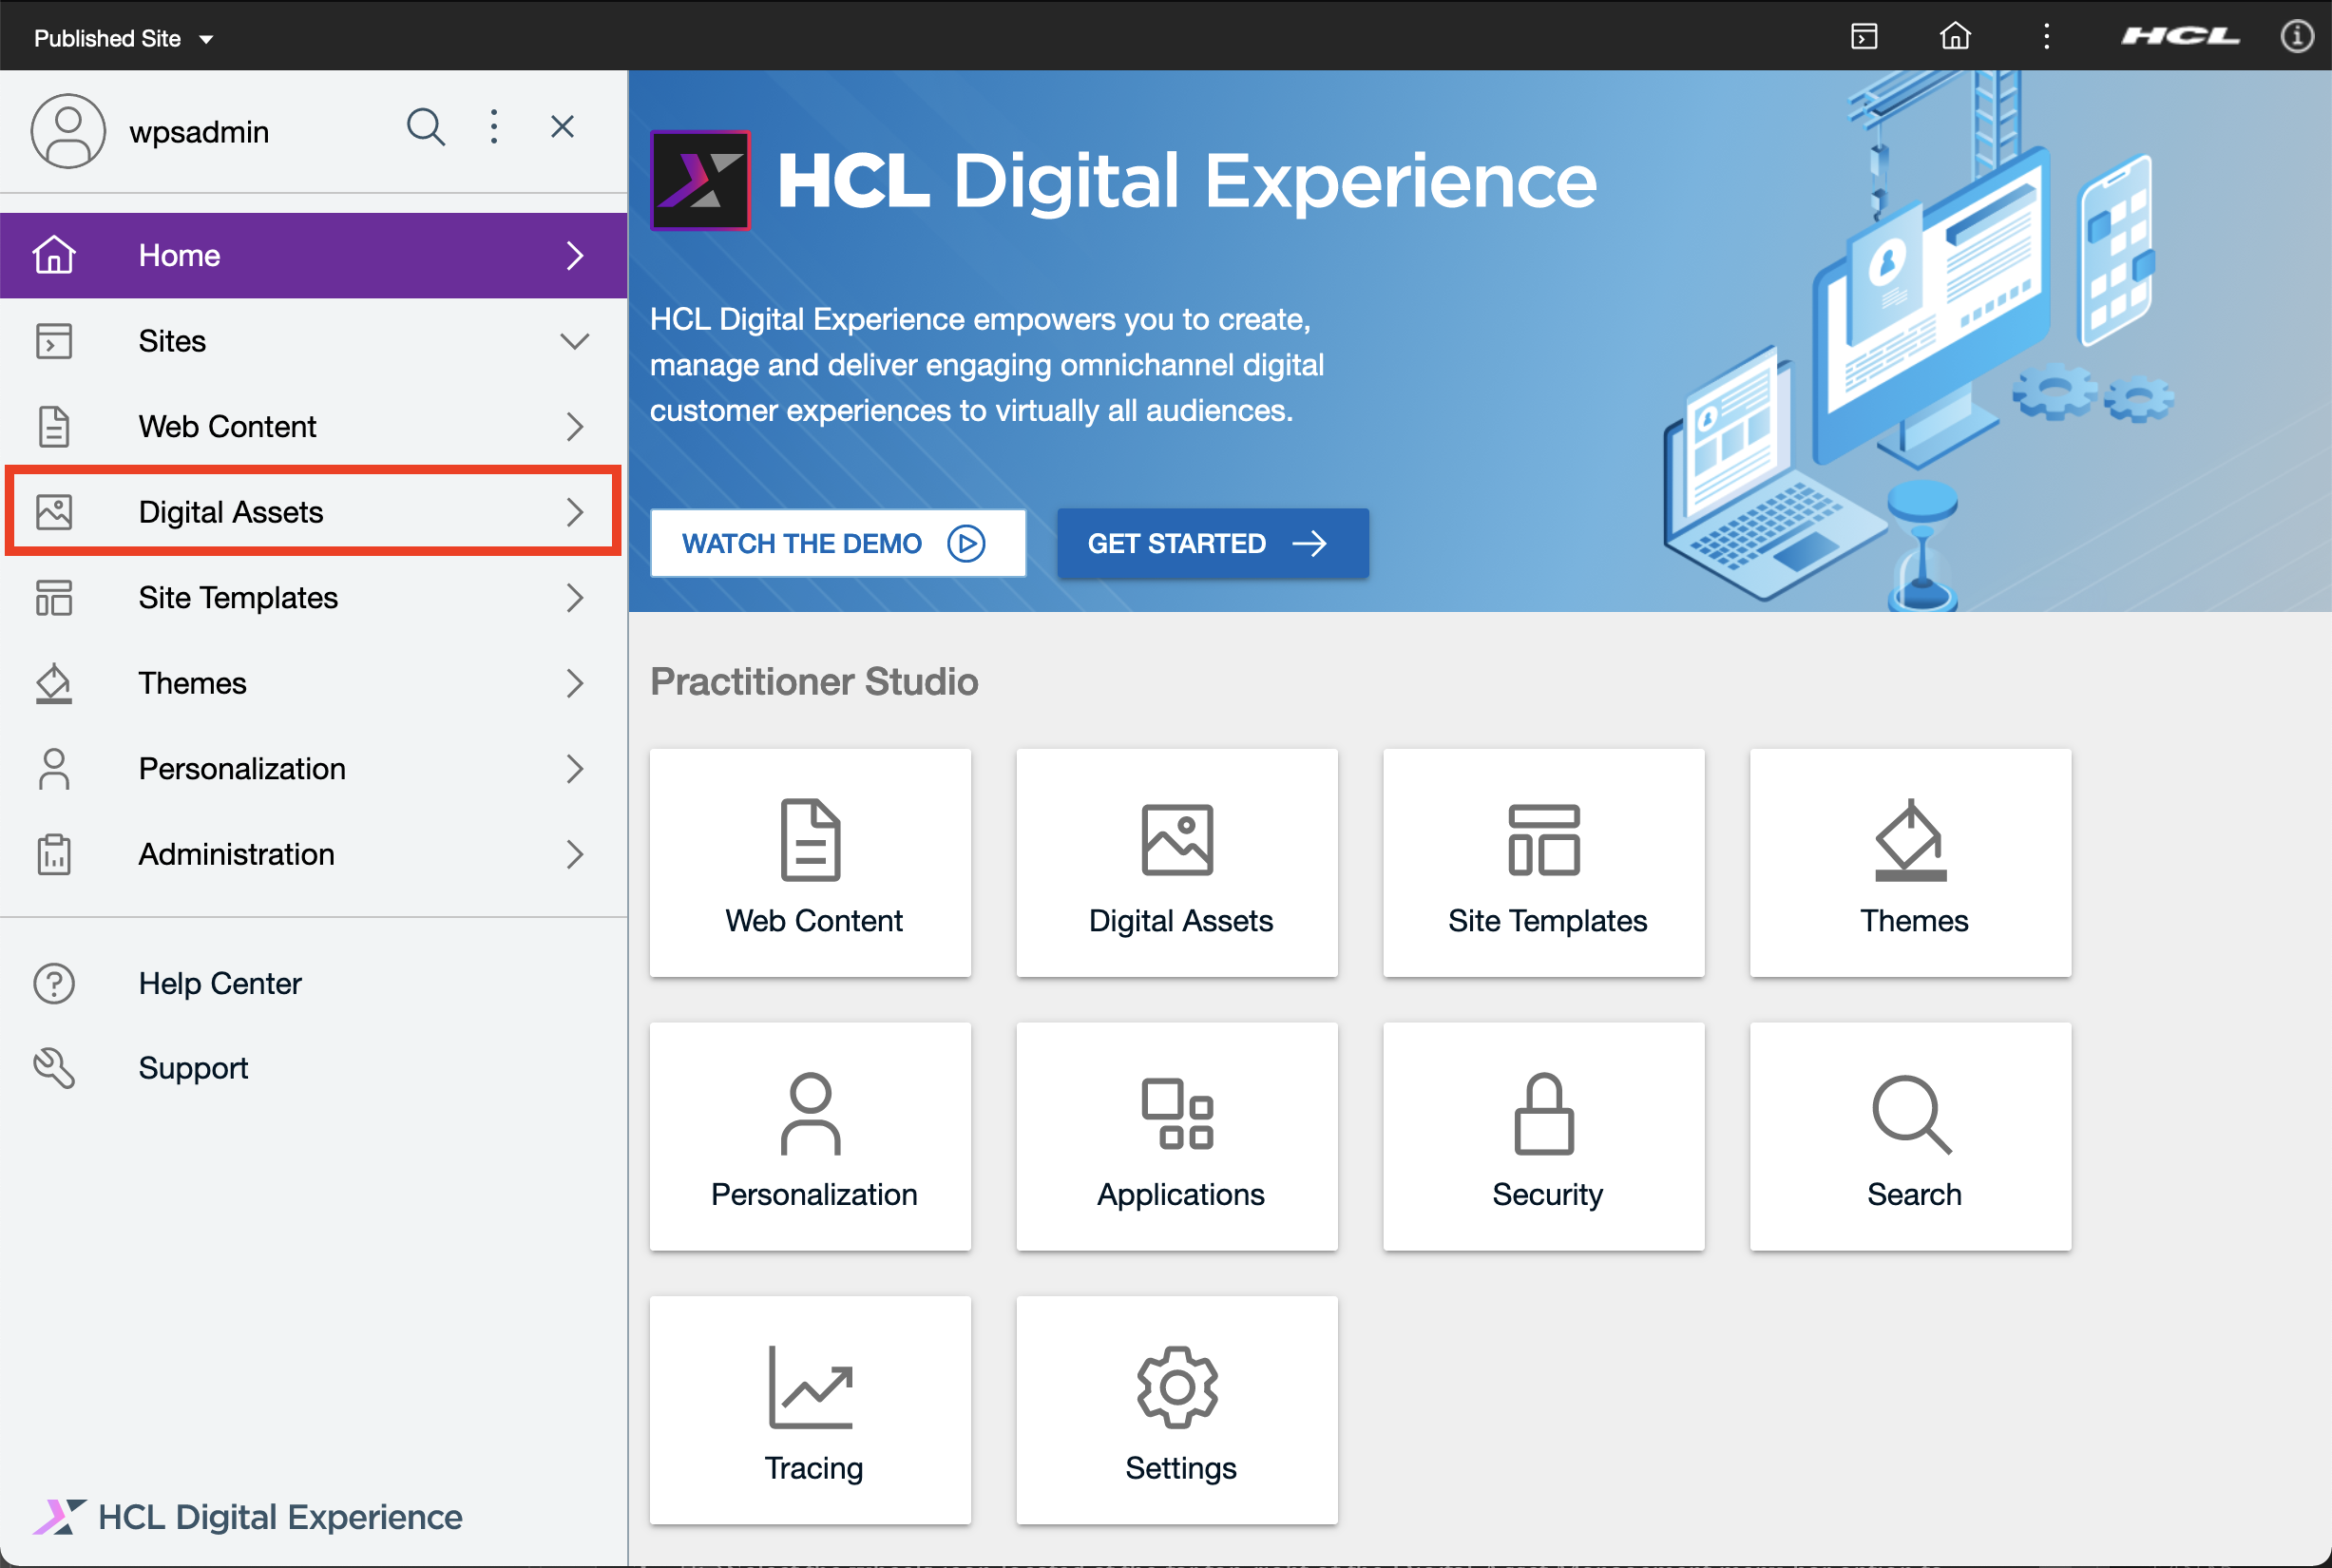 Published Site
HCL
wpsadmin
Home
Sites
Web Content
Digital Assets
Site Templates
Themes
Personalization
Administration
Help Center
Support
HCL Digital Experience
HCL Digital Experience
HCL Digital Experience empowers you to create,
manage and deliver engaging omnichannel digital
customer experiences to virtually all audiences.
WATCH THE DEMO
GET STARTED
Practitioner Studio
Web Content
Digital Assets
Site Templates
Themes
Personalization
Applications
Security
Search
Tracing
Settings